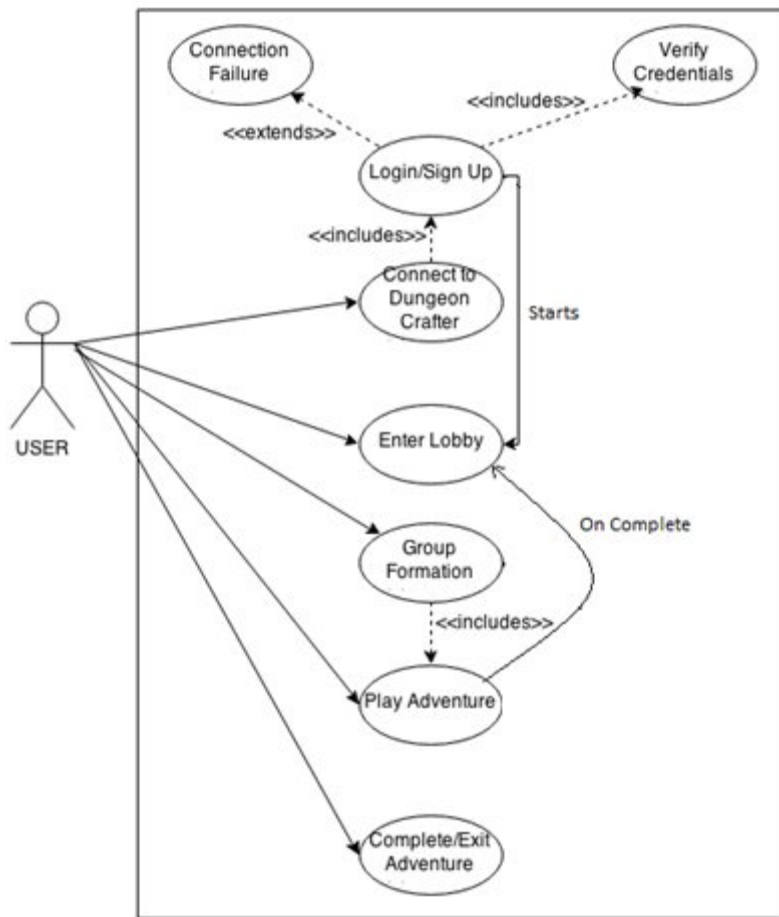 Connection
Failure
Verify
Credentials
<<includes>>
<<extends>>
Login/Sign Up
<<includes>>
Connect to
Dungeon
Crafter
Starts
USER
Enter Lobby
On Complete
Group
Formation
<<includes>>
Play Adventure
Complete/Exit
Adventure